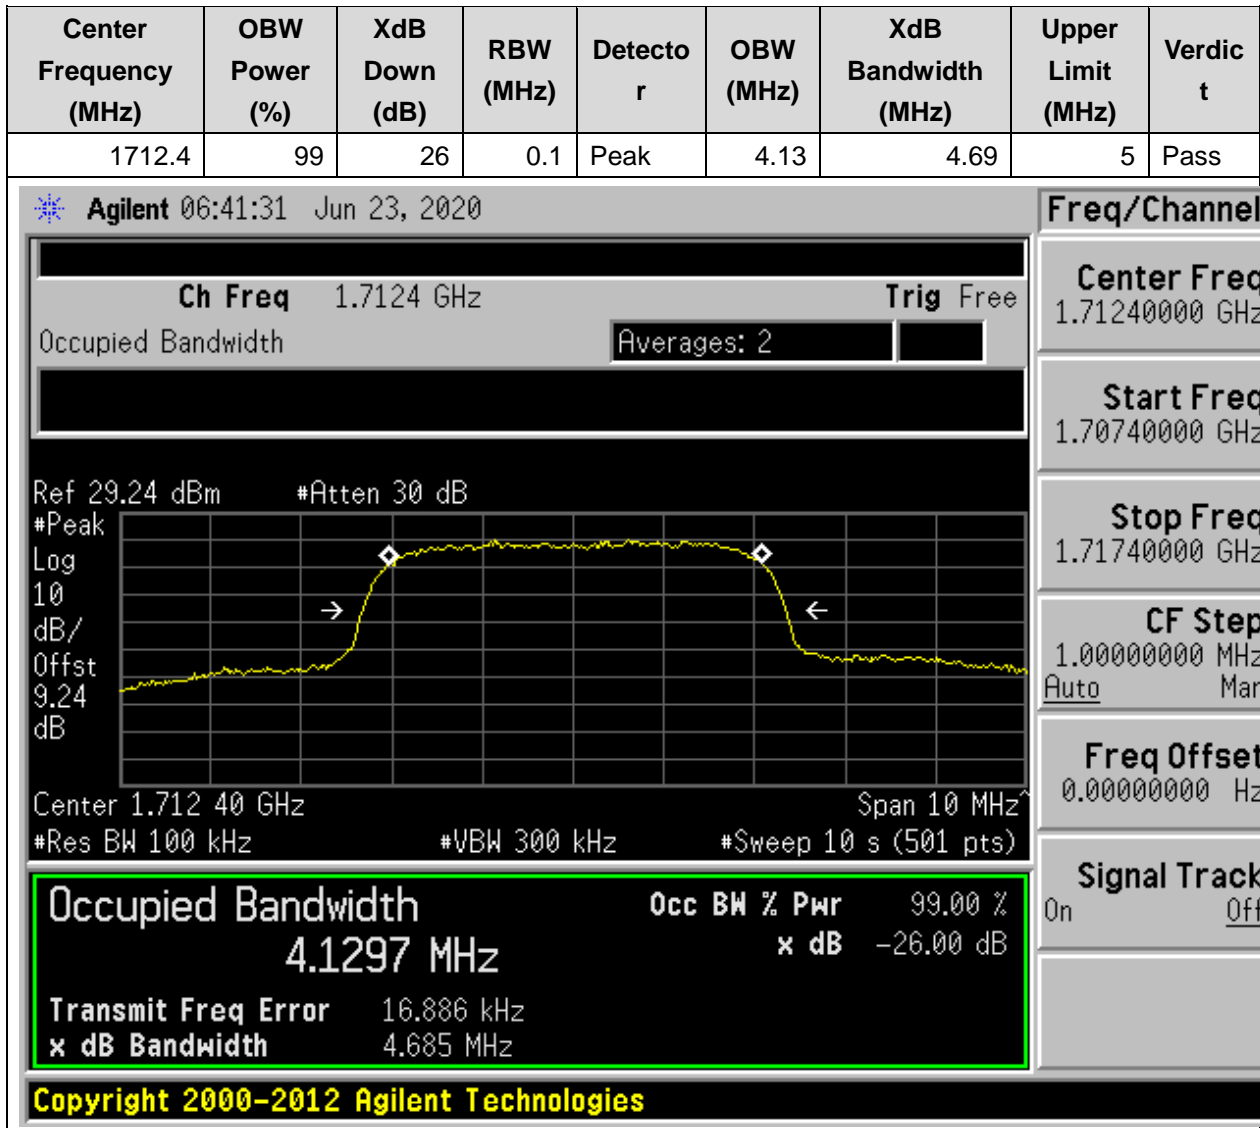 Center Frequency (MHz) OBW Power (%) XdB Down (dB) RBW (MHz) Detector OBW (MHz) XdB Bandwidth (MHz) Upper Limit (MHz) Verdict
1712.4 99 26 0.1 Peak 4.13 4.69 5 Pass
Agilent 06:41:31 Jun 23, 2020
Ch Freq 1.7124 GHz Trig Free
Occupied Bandwidth Averages: 2
Ref 29.24 dBm #Atten 30 dB
#Peak
Log
10
dB/
Offst
9.24
dB
Center 1.712 40 GHz Span 10 MHz^
#Res BW 100 kHz #VBW 300 kHz #Sweep 10 s (501 pts)
Occupied Bandwidth
4.1297 MHz
Occ BW % Pwr 99.00 %
x dB -26.00 dB
Transmit Freq Error 16.886 kHz
x dB Bandwidth 4.685 MHz
Copyright 2000-2012 Agilent Technologies
Freq/Channel
Center Freq
1.71240000 GHz
Start Freq
1.70740000 GHz
Stop Freq
1.71740000 GHz
CF Step
1.00000000 MHz
Auto Man
Freq Offset
0.00000000 Hz
Signal Track
On Off